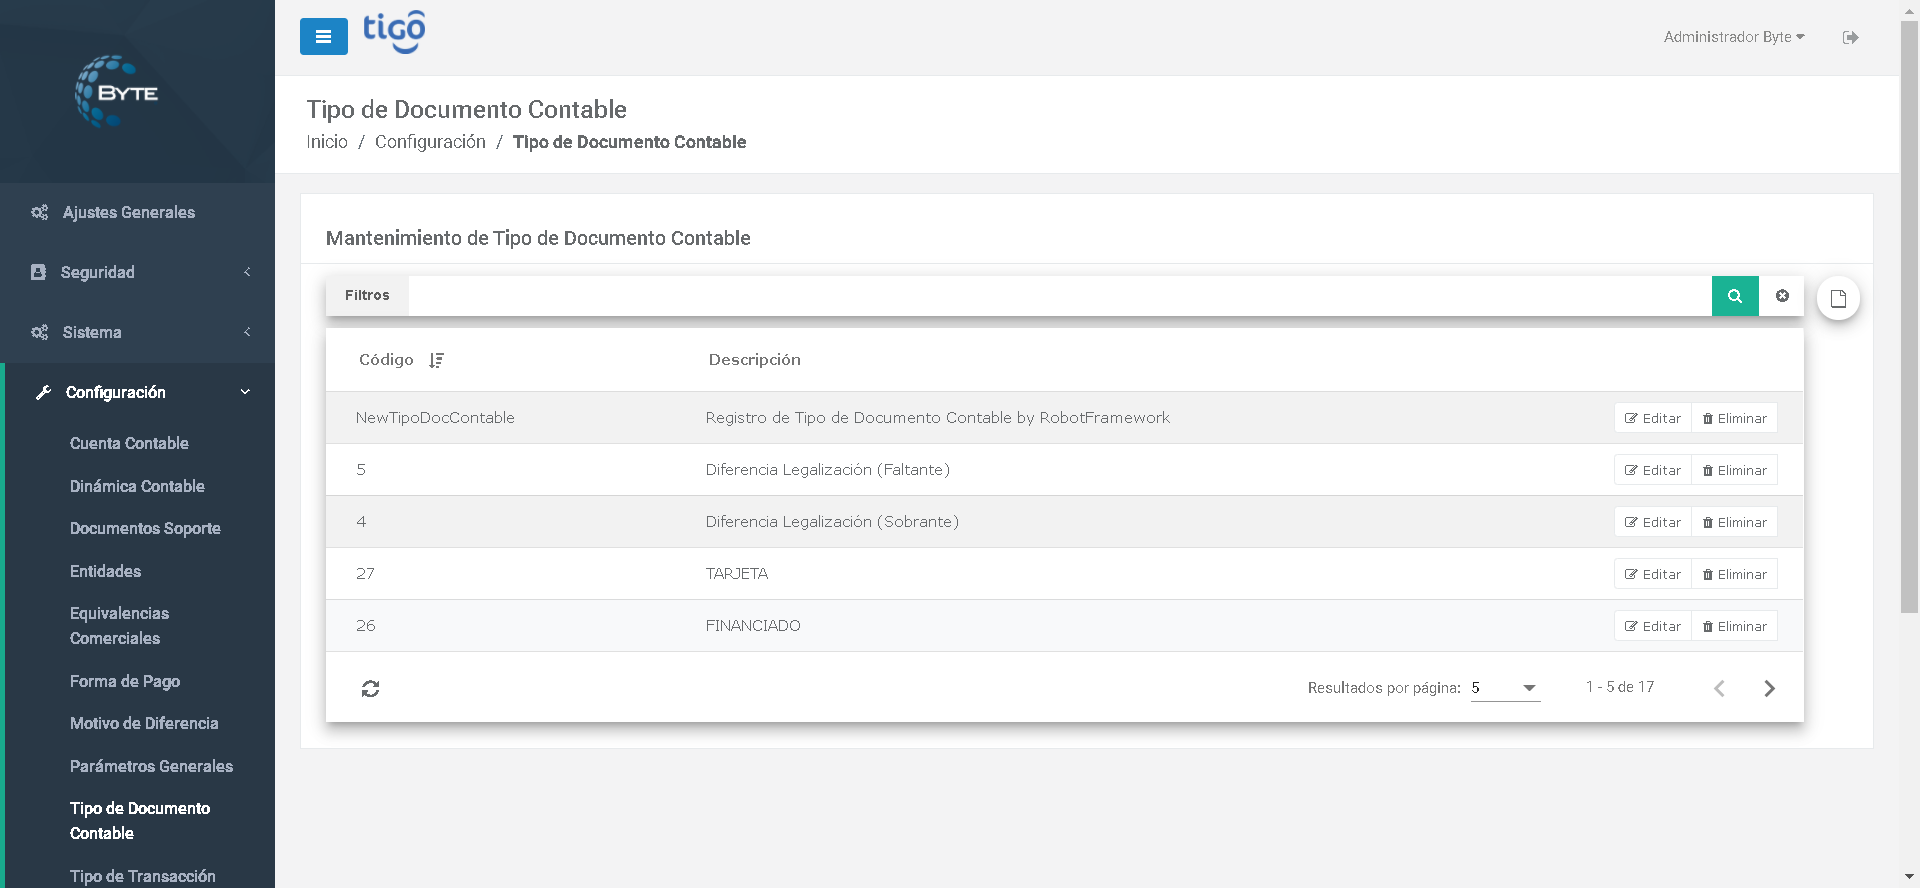 BYTE
tigo
Administrador Byte
Tipo de Documento Contable
Inicio / Configuración / Tipo de Documento Contable
Ajustes Generales
Seguridad
Sistema
Configuración
Cuenta Contable
Dinámica Contable
Documentos Soporte
Entidades
Equivalencias
Comerciales
Forma de Pago
Motivo de Diferencia
Parámetros Generales
Tipo de Documento
Contable
Tipo de Transacción
Mantenimiento de Tipo de Documento Contable
Filtros
Código Descripción
NewTipoDocContable Registro de Tipo de Documento Contable by RobotFramework Editar Eliminar
5 Diferencia Legalización (Faltante) Editar Eliminar
4 Diferencia Legalización (Sobrante) Editar Eliminar
27 TARJETA Editar Eliminar
26 FINANCIADO Editar Eliminar
Resultados por página: 5 1 - 5 de 17